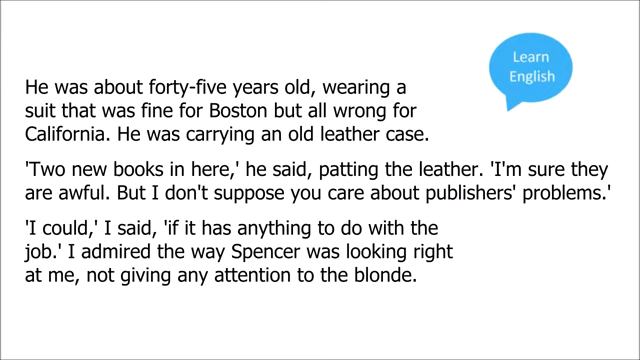 Learn
English
He was about forty-five years old, wearing a
suit that was fine for Boston but all wrong for
California. He was carrying an old leather case.
'Two new books in here,' he said, patting the leather. 'I'm sure they
are awful. But I don't suppose you care about publishers' problems.'
'I could,' I said, 'if it has anything to do with the
job.' I admired the way Spencer was looking right
at me, not giving any attention to the blonde.